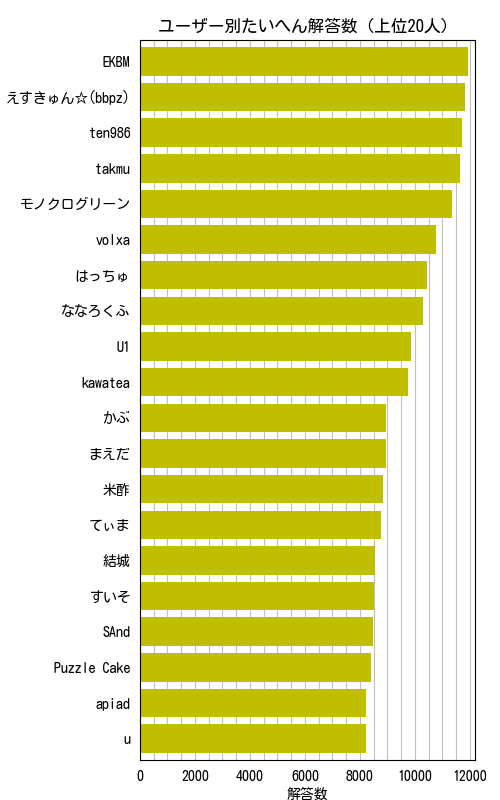 ユーザー別たいへん解答数（上位20人）
EKBM
えすきゅん☆(bbpz)
ten986
takmu
モノクログリーン
volxa
はっちゅ
ななろくふ
U1
kawatea
かぶ
まえだ
米酢
てぃま
結城
すいそ
SAnd
Puzzle Cake
apiad
u
0 2000 4000 6000 8000 10000 12000
解答数